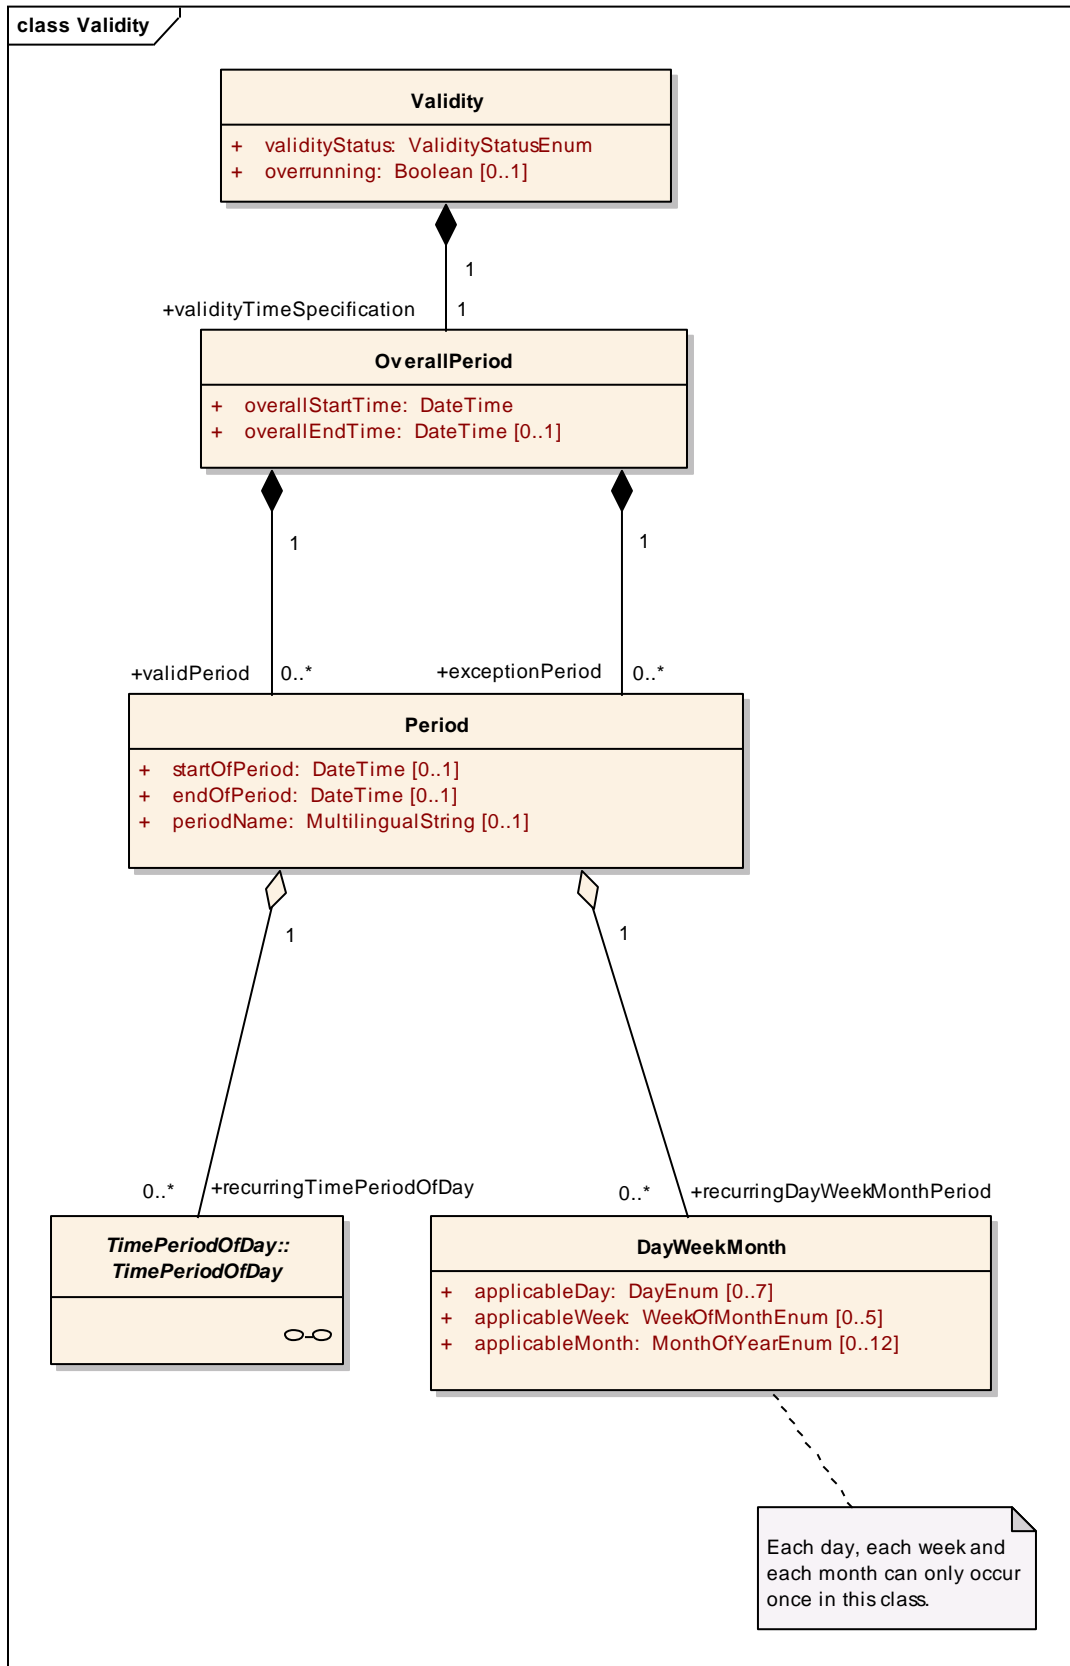 class Validity
Validity
+ validityStatus: ValidityStatusEnum
+ overrunning: Boolean [0..1]
1
+validityTimeSpecification 1
OverallPeriod
+ overallStartTime: DateTime
+ overallEndTime: DateTime [0..1]
1 1
+validPeriod 0..* +exceptionPeriod 0..*
Period
+ startOfPeriod: DateTime [0..1]
+ endOfPeriod: DateTime [0..1]
+ periodName: MultilingualString [0..1]
1 1
0..* +recurringTimePeriodOfDay 0..* +recurringDayWeekMonthPeriod
TimePeriodOfDay::
TimePeriodOfDay
DayWeekMonth
+ applicableDay: DayEnum [0..7]
+ applicableWeek: WeekOfMonthEnum [0..5]
+ applicableMonth: MonthOfYearEnum [0..12]
Each day, each week and
each month can only occur
once in this class.